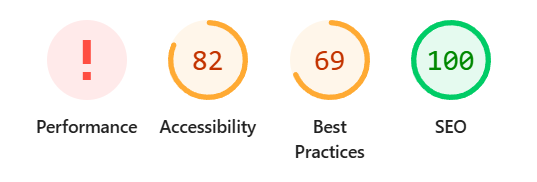 !
82
69
100
Performance
Accessibility
Best
Practices
SEO